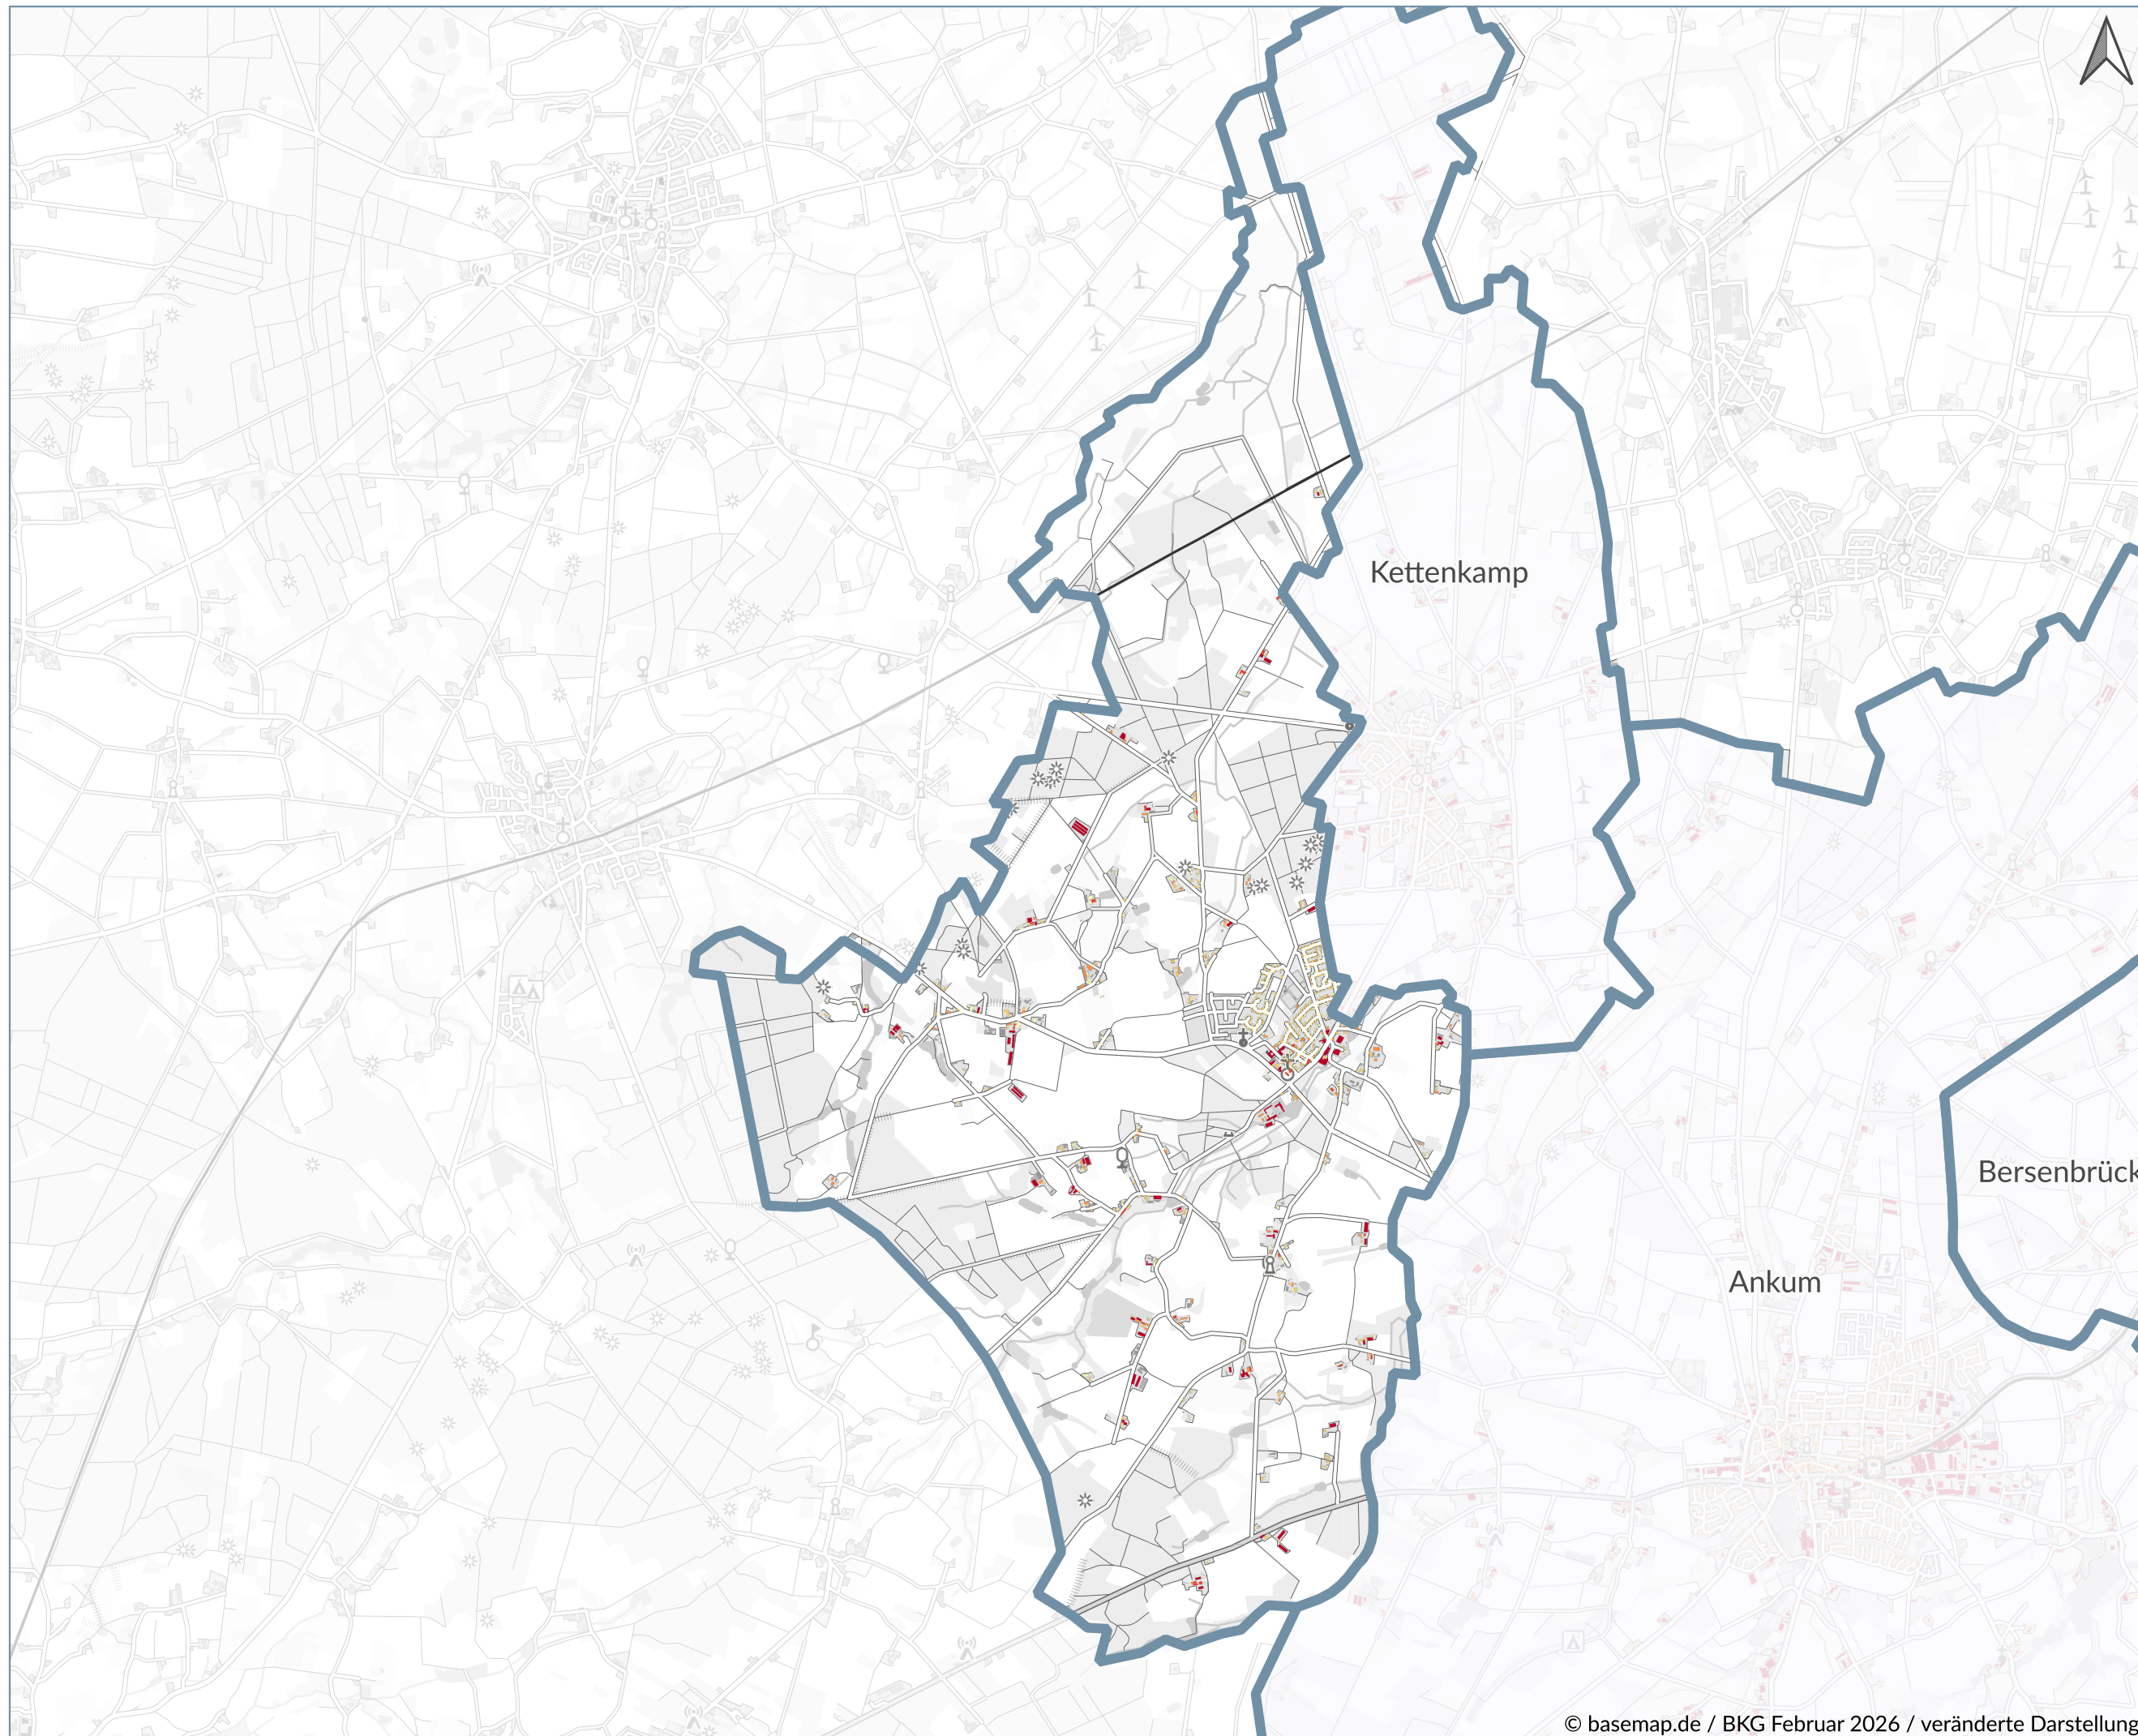 Kettenkamp
Bersenbrück
Ankum
© basemap.de / BKG Februar 2026 / veränderte Darstellung